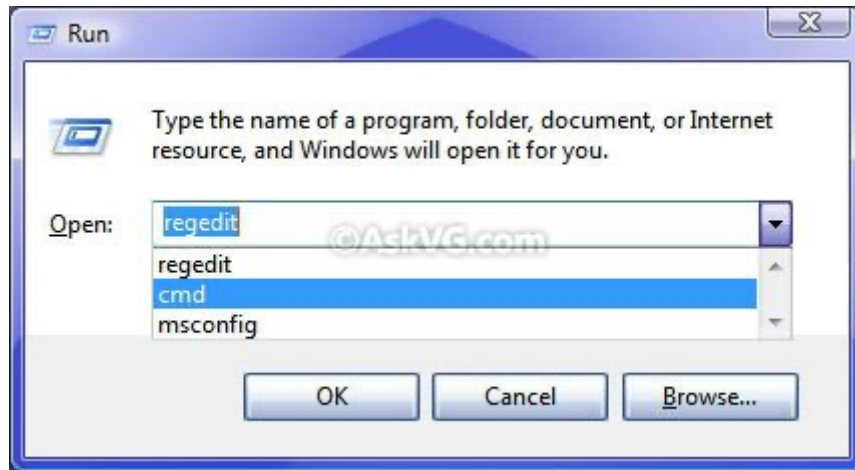 Run
Type the name of a program, folder, document, or Internet
resource, and Windows will open it for you.
Open: regedit
©AskVG.com
regedit
cmd
msconfig
OK Cancel Browse...